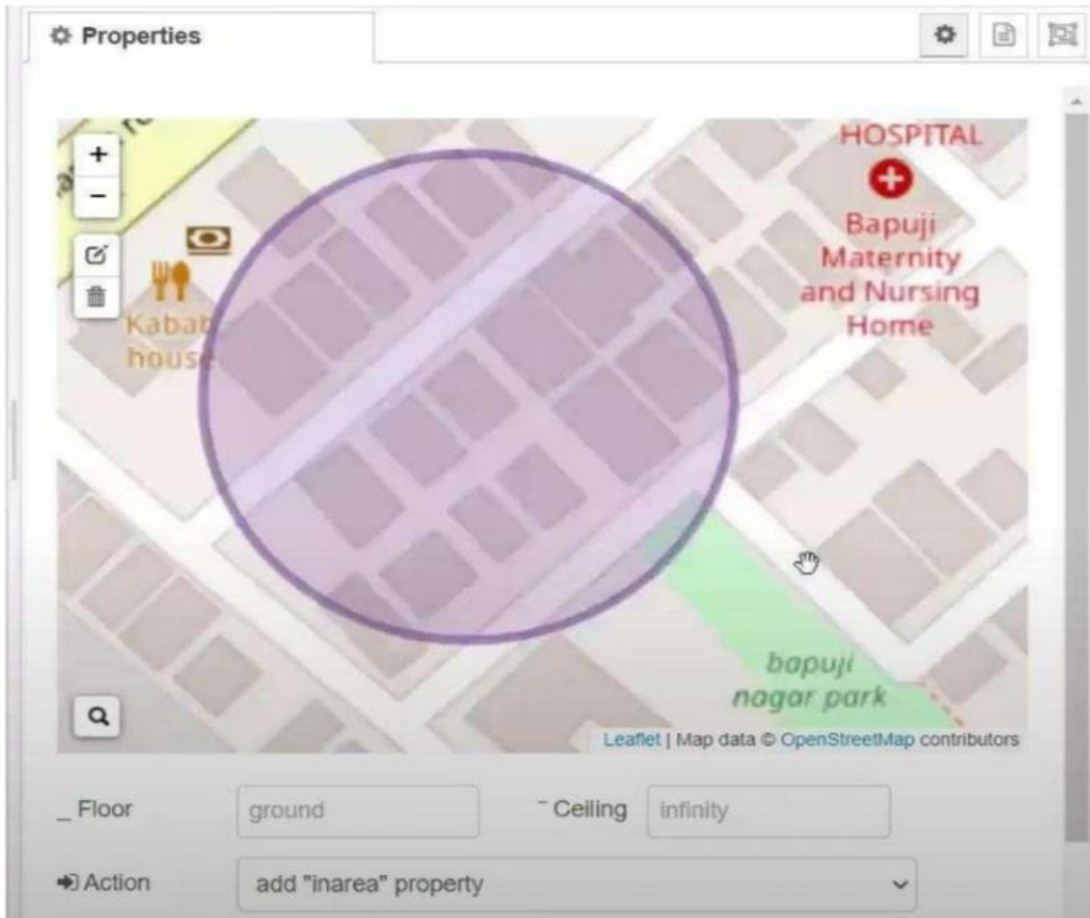 Properties
HOSPITAL
Bapuji
Maternity
and Nursing
Home
+
−
Kabab
house
bapuji
nagar park
Leaflet | Map data © OpenStreetMap contributors
_ Floor ground ‾ Ceiling infinity
Action add "inarea" property